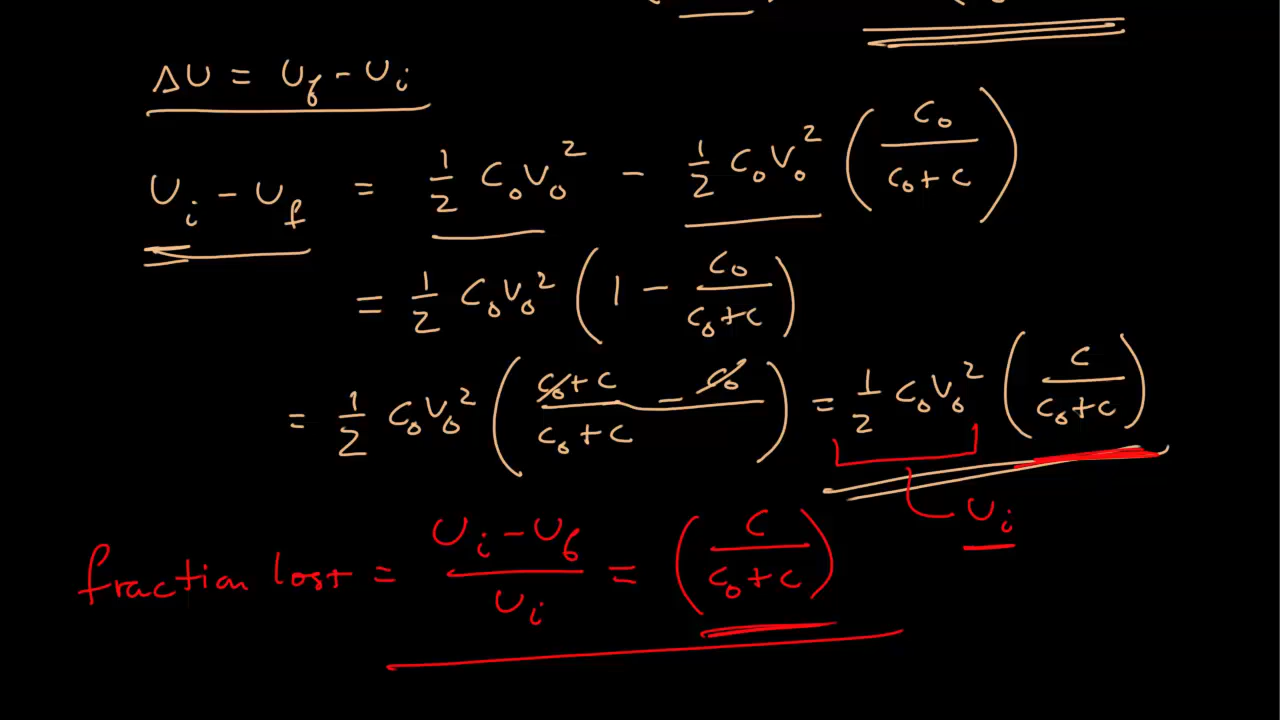 ΔU = U_f - U_i
U_i - U_f = 1/2 C₀V₀² - 1/2 C₀V₀² (C₀/(C₀+C))
= 1/2 C₀V₀² (1 - C₀/(C₀+C))
= 1/2 C₀V₀² ((C₀+C - C₀)/(C₀+C)) = 1/2 C₀V₀² (C/(C₀+C))
U_i
fraction lost = (U_i - U_f)/U_i = (C/(C₀+C))